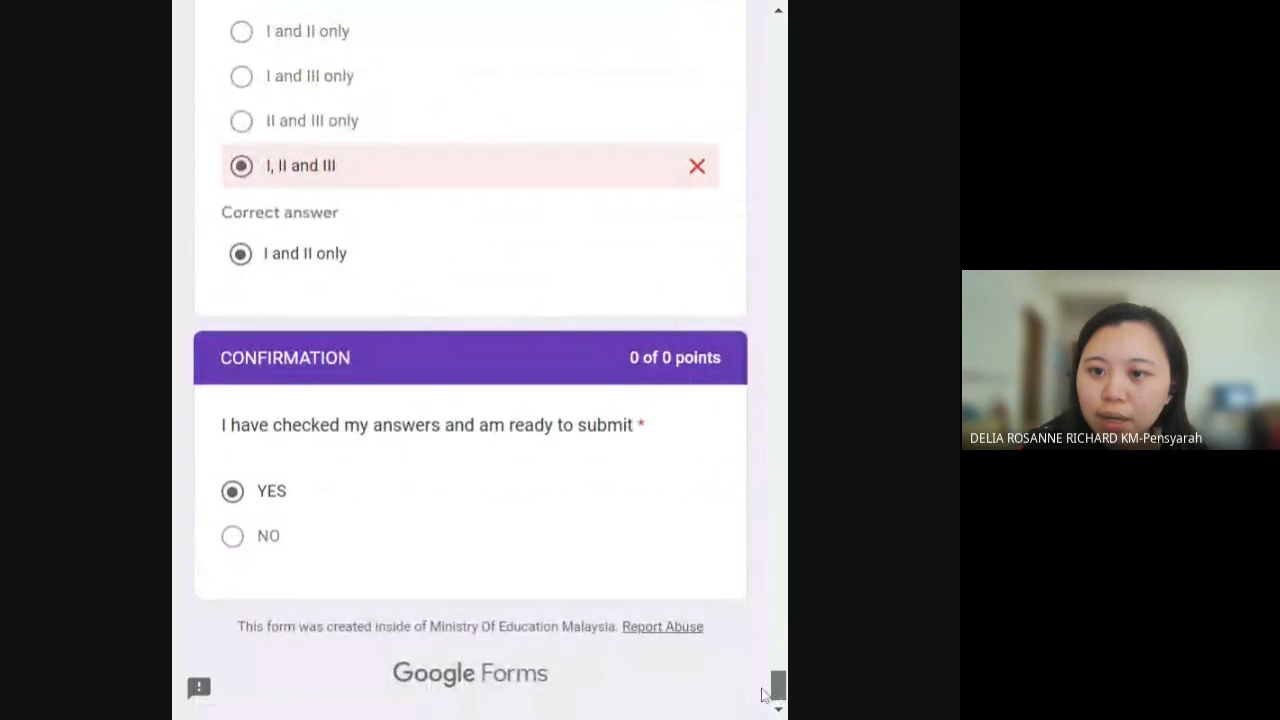 I and II only
I and III only
II and III only
I, II and III
Correct answer
I and II only
CONFIRMATION
0 of 0 points
I have checked my answers and am ready to submit *
YES
NO
This form was created inside of Ministry Of Education Malaysia. Report Abuse
Google Forms
DELIA ROSANNE RICHARD KM-Pensyarah